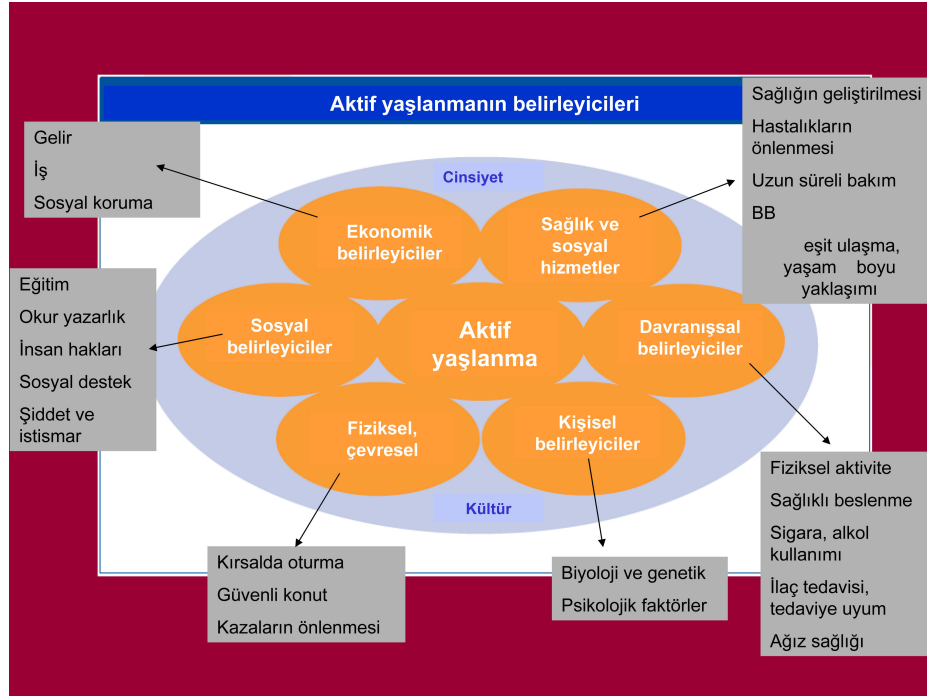 Aktif yaşlanmanın belirleyicileri
Gelir
İş
Sosyal koruma
Sağlığın geliştirilmesi
Hastalıkların
önlenmesi
Uzun süreli bakım
BB
eşit ulaşma,
yaşam boyu
yaklaşımı
Cinsiyet
Ekonomik
belirleyiciler
Sağlık ve
sosyal
hizmetler
Eğitim
Okur yazarlık
İnsan hakları
Sosyal destek
Şiddet ve
istismar
Sosyal
belirleyiciler
Aktif
yaşlanma
Davranışsal
belirleyiciler
Fiziksel,
çevresel
Kişisel
belirleyiciler
Kültür
Kırsalda oturma
Güvenli konut
Kazaların önlenmesi
Biyoloji ve genetik
Psikolojik faktörler
Fiziksel aktivite
Sağlıklı beslenme
Sigara, alkol
kullanımı
İlaç tedavisi,
tedaviye uyum
Ağız sağlığı